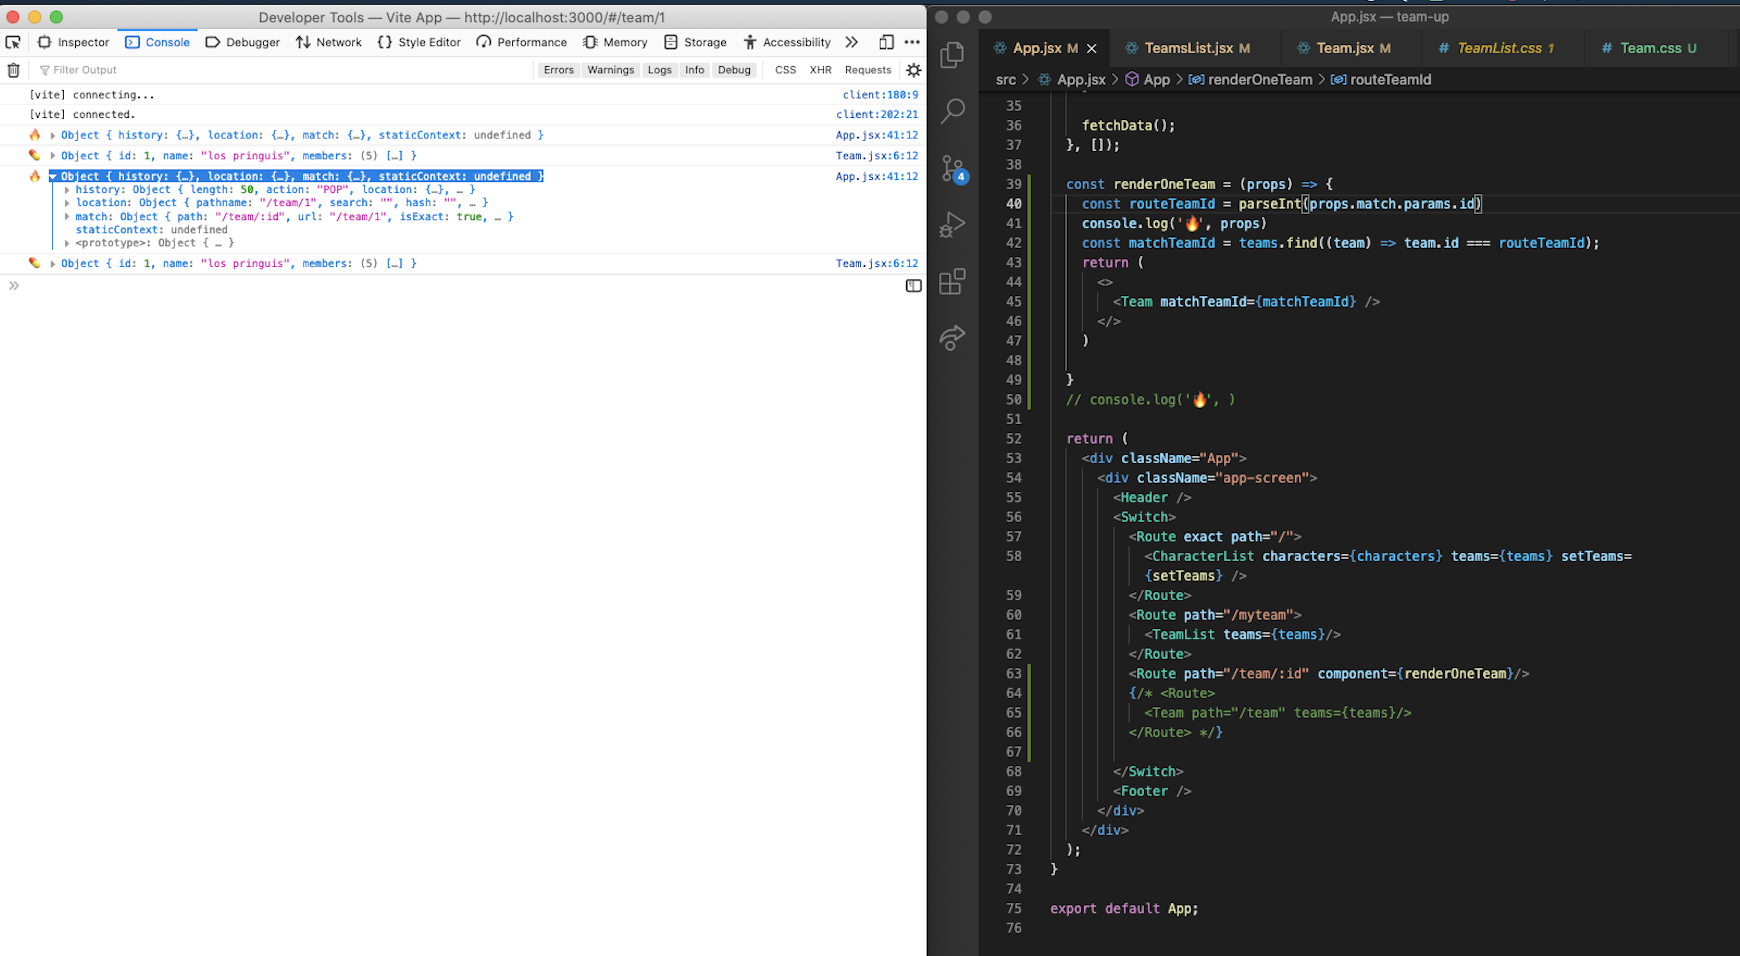 Developer Tools — Vite App — http://localhost:3000/#/team/1
Inspector Console Debugger Network Style Editor Performance Memory Storage Accessibility
Filter Output Errors Warnings Logs Info Debug CSS XHR Requests
[vite] connecting... client:180:9
[vite] connected. client:202:21
🔥 Object { history: {…}, location: {…}, match: {…}, staticContext: undefined } App.jsx:41:12
Object { id: 1, name: "los pringuis", members: (5) […] } Team.jsx:6:12
🔥 Object { history: {…}, location: {…}, match: {…}, staticContext: undefined } App.jsx:41:12
history: Object { length: 50, action: "POP", location: {…}, … }
location: Object { pathname: "/team/1", search: "", hash: "", … }
match: Object { path: "/team/:id", url: "/team/1", isExact: true, … }
staticContext: undefined
<prototype>: Object { … }
Object { id: 1, name: "los pringuis", members: (5) […] } Team.jsx:6:12
App.jsx — team-up
App.jsx M TeamsList.jsx M Team.jsx M # TeamList.css 1 # Team.css U
src > App.jsx > App > renderOneTeam > routeTeamId
4
35
36 fetchData();
37 }, []);
38
39 const renderOneTeam = (props) => {
40 const routeTeamId = parseInt(props.match.params.id)
41 console.log('🔥', props)
42 const matchTeamId = teams.find((team) => team.id === routeTeamId);
43 return (
44 <>
45 <Team matchTeamId={matchTeamId} />
46 </>
47 )
48
49 }
50 // console.log('🔥', )
51
52 return (
53 <div className="App">
54 <div className="app-screen">
55 <Header />
56 <Switch>
57 <Route exact path="/">
58 <CharacterList characters={characters} teams={teams} setTeams=
{setTeams} />
59 </Route>
60 <Route path="/myteam">
61 <TeamList teams={teams}/>
62 </Route>
63 <Route path="/team/:id" component={renderOneTeam}/>
64 {/* <Route>
65 <Team path="/team" teams={teams}/>
66 </Route> */}
67
68 </Switch>
69 <Footer />
70 </div>
71 </div>
72 );
73 }
74
75 export default App;
76